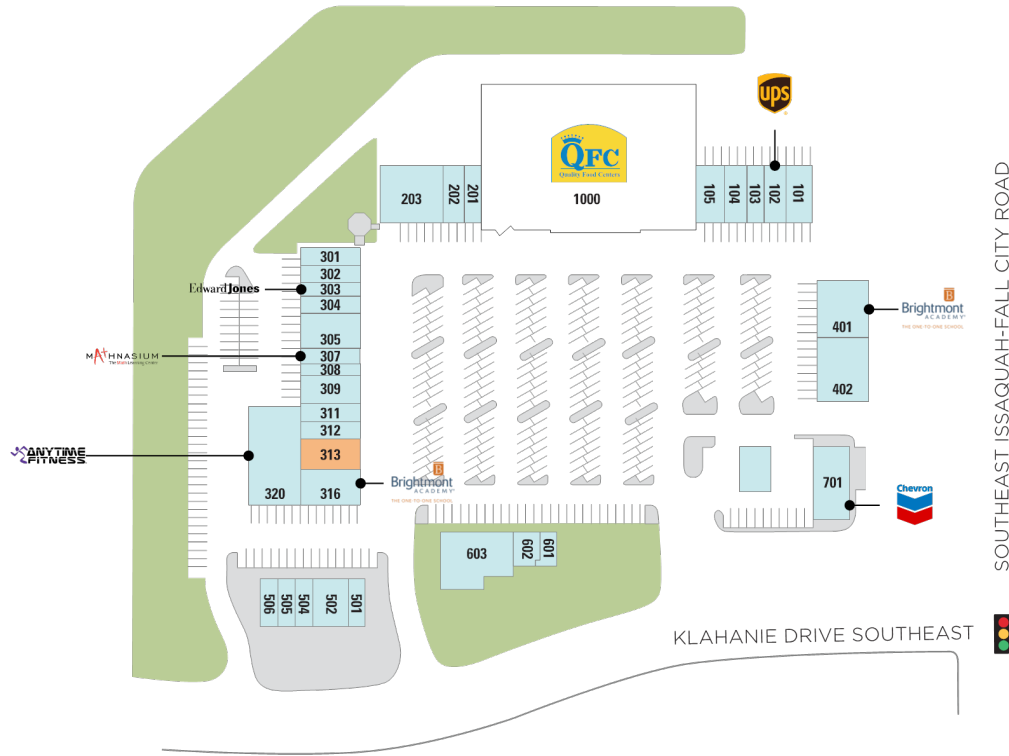 ups
QFC
Quality Food Centers
1000
203
202
201
105
104
103
102
101
301
302
303
304
305
307
308
309
311
312
313
316
320
EdwardJones
MATHNASIUM
The Math Learning Center
ANYTIME
FITNESS
B
Brightmont
ACADEMY
THE ONE-TO-ONE SCHOOL
401
402
B
Brightmont
ACADEMY
THE ONE-TO-ONE SCHOOL
701
Chevron
603
602
601
506
505
504
502
501
KLAHANIE DRIVE SOUTHEAST
SOUTHEAST ISSAQUAH-FALL CITY ROAD